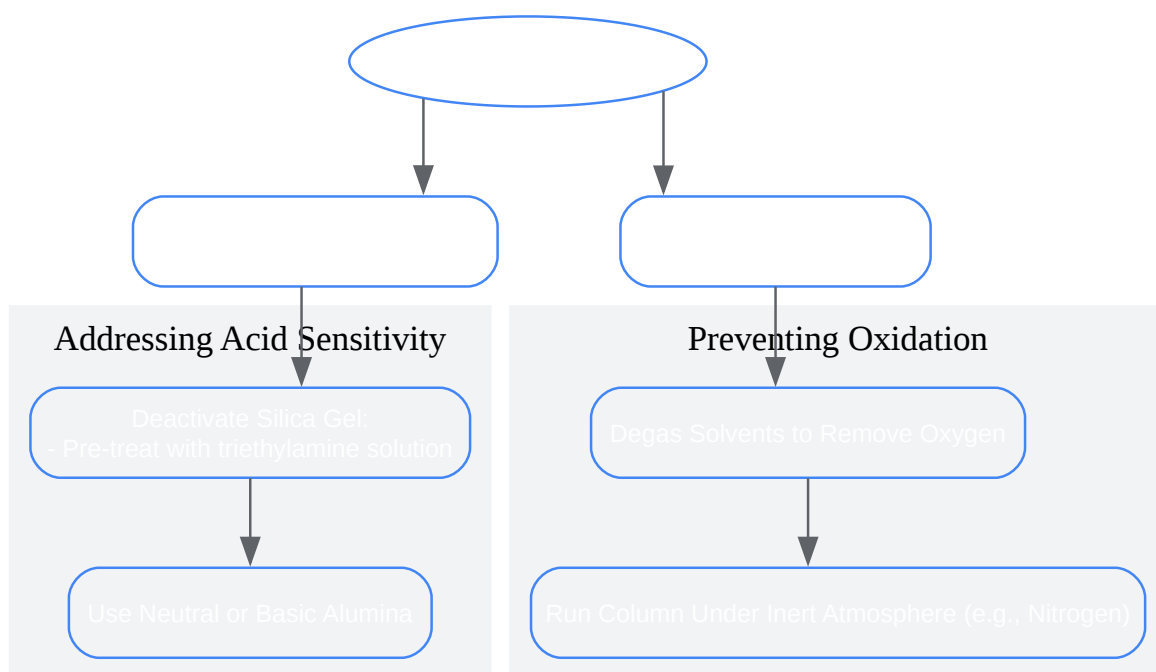 Addressing Acid Sensitivity
Deactivate Silica Gel:
- Pre-treat with triethylamine solution
Use Neutral or Basic Alumina
Preventing Oxidation
Degas Solvents to Remove Oxygen
Run Column Under Inert Atmosphere (e.g., Nitrogen)